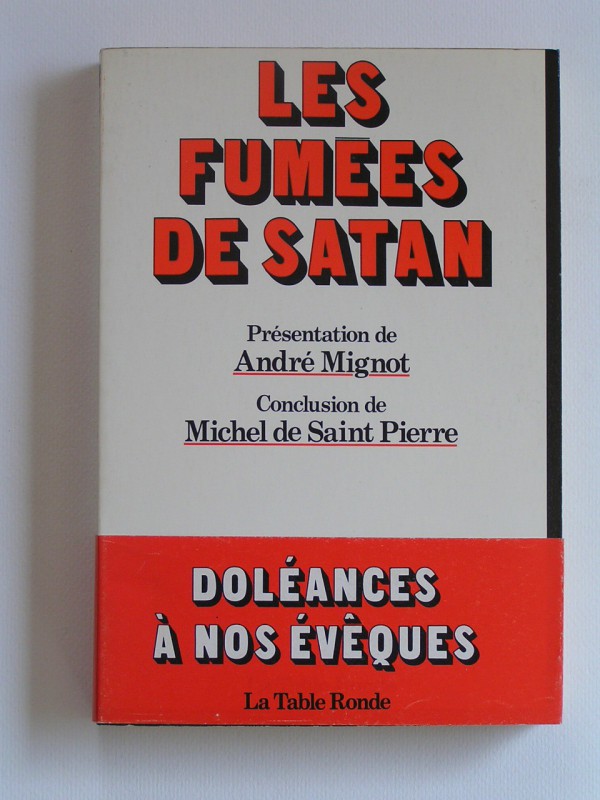 LES
FUMÉES
DE SATAN
Présentation de
André Mignot
Conclusion de
Michel de Saint Pierre
DOLÉANCES
À NOS ÉVÊQUES
La Table Ronde